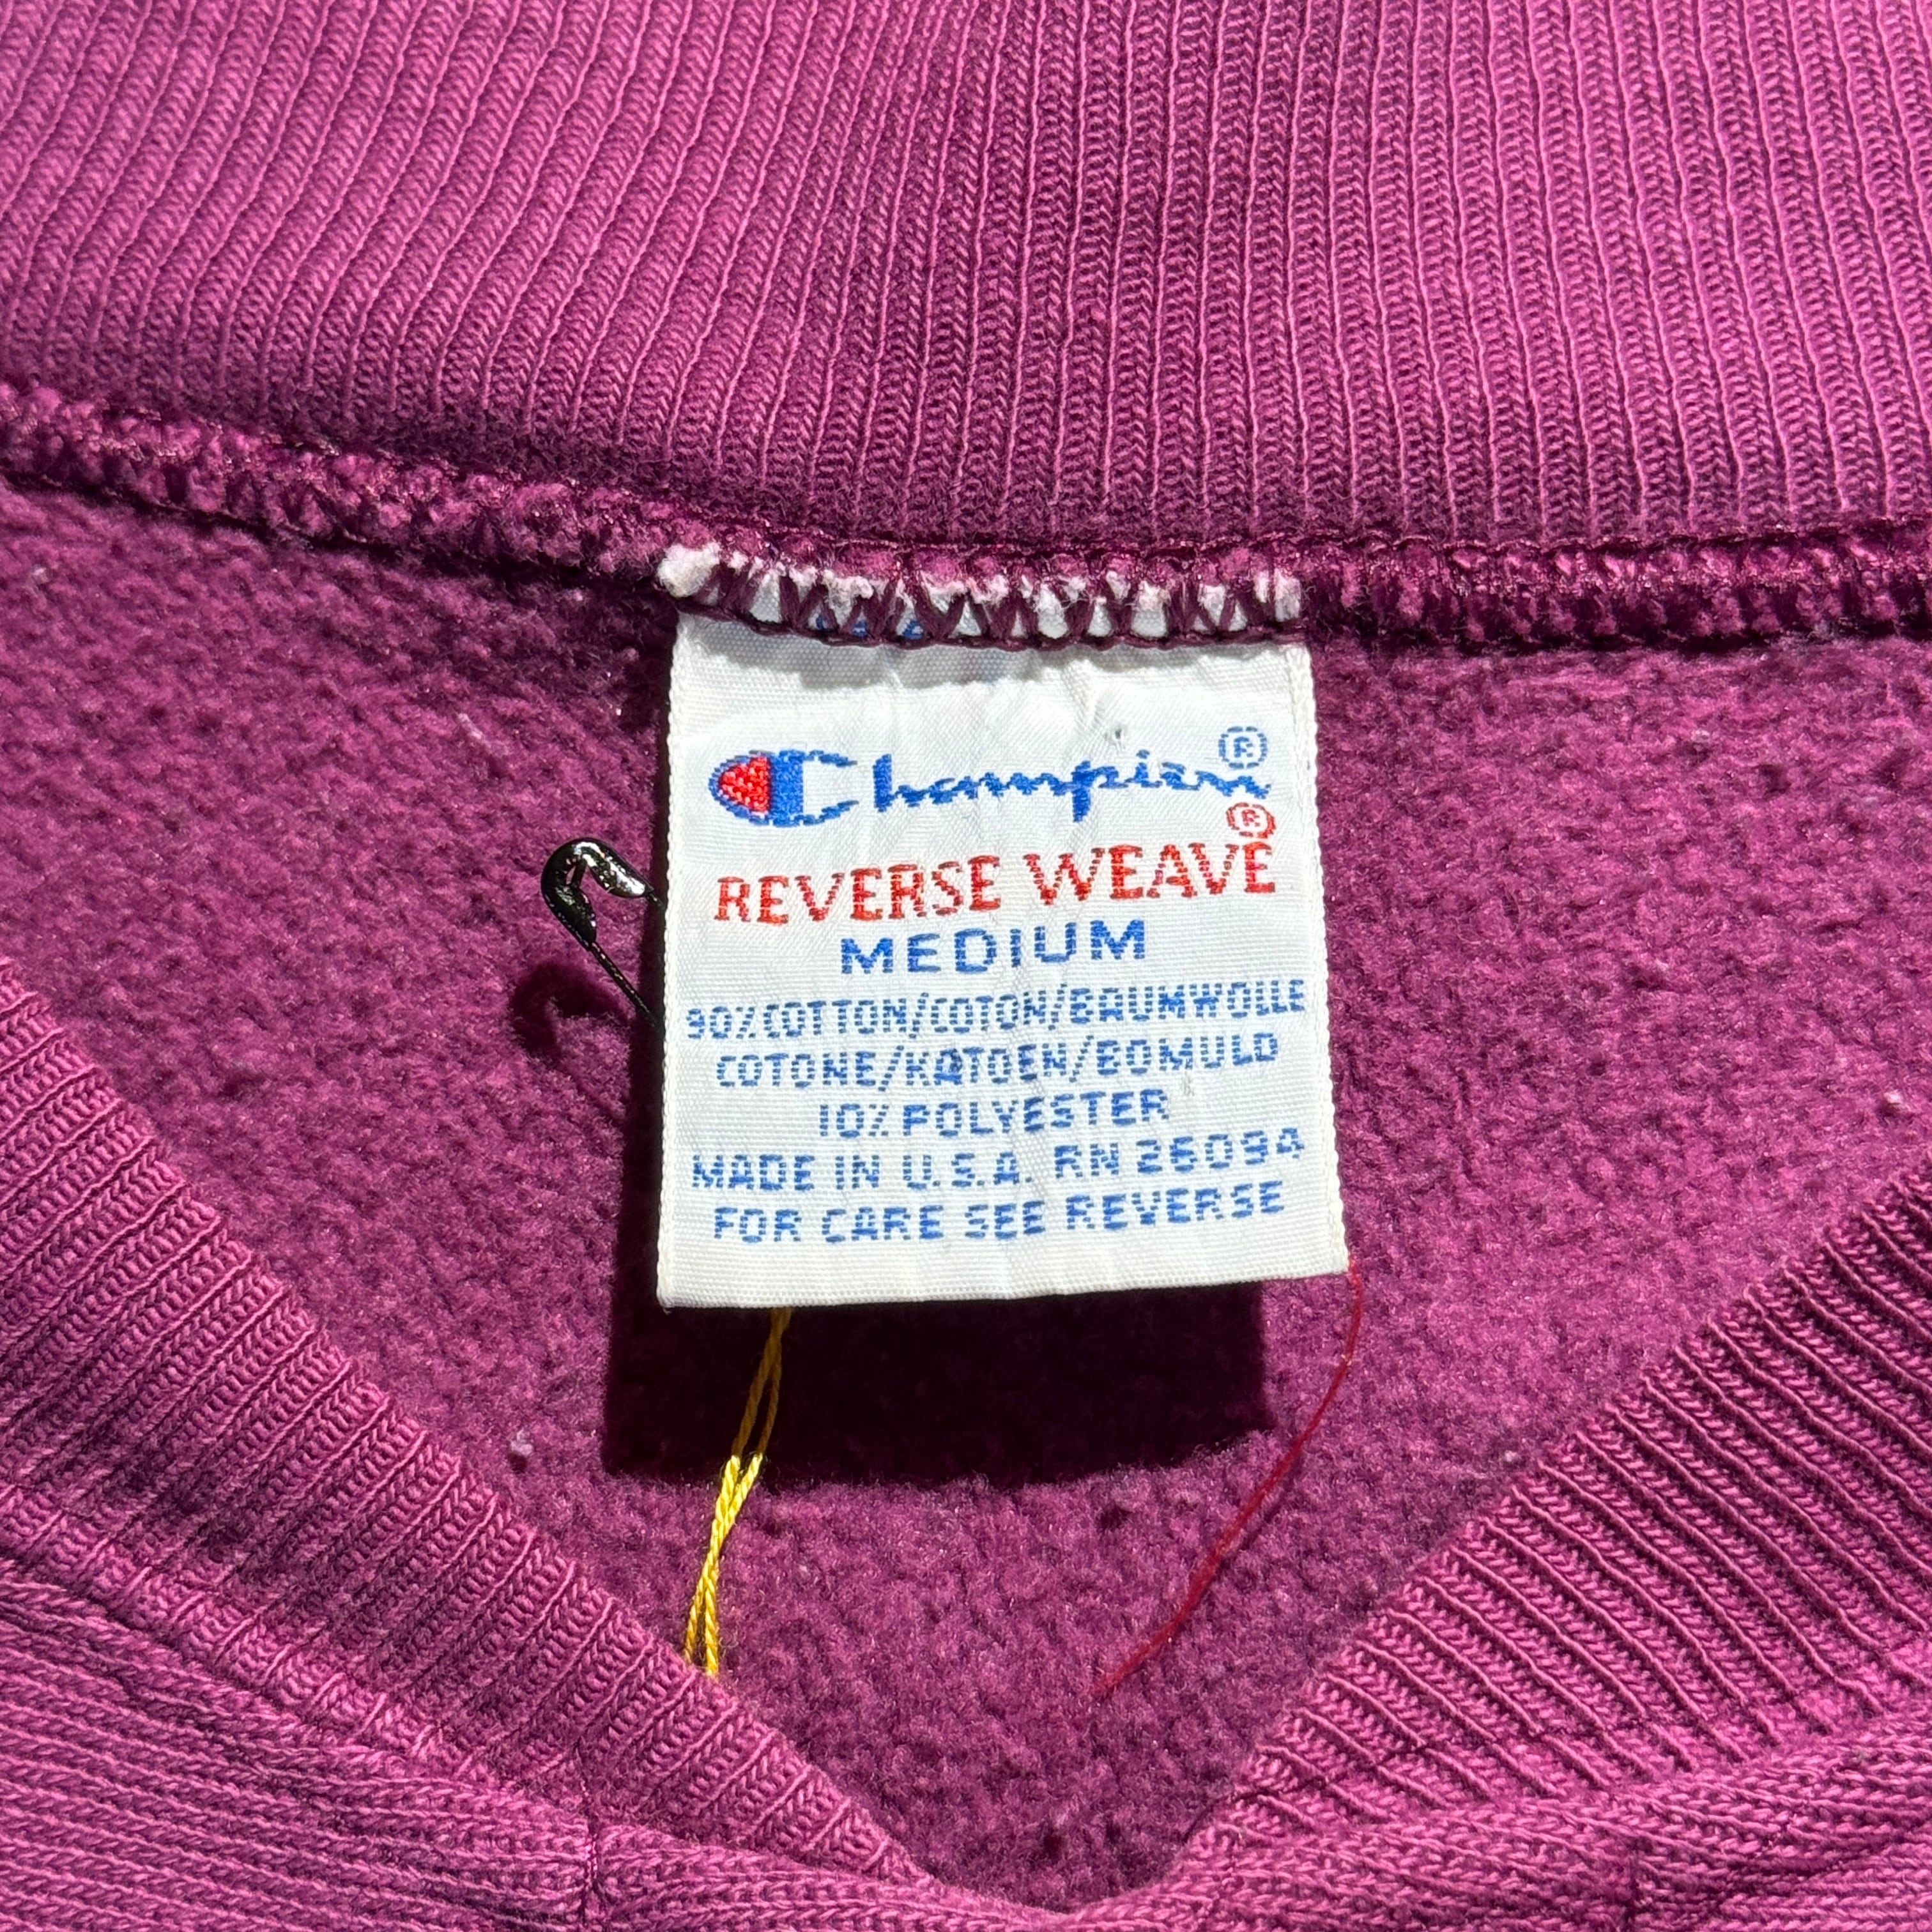 Champion®
REVERSE WEAVE®
MEDIUM
90% COTTON/COTON/BAUMWOLLE
COTONE/KATOEN/BOMULD
10% POLYESTER
MADE IN U.S.A. RN 26094
FOR CARE SEE REVERSE